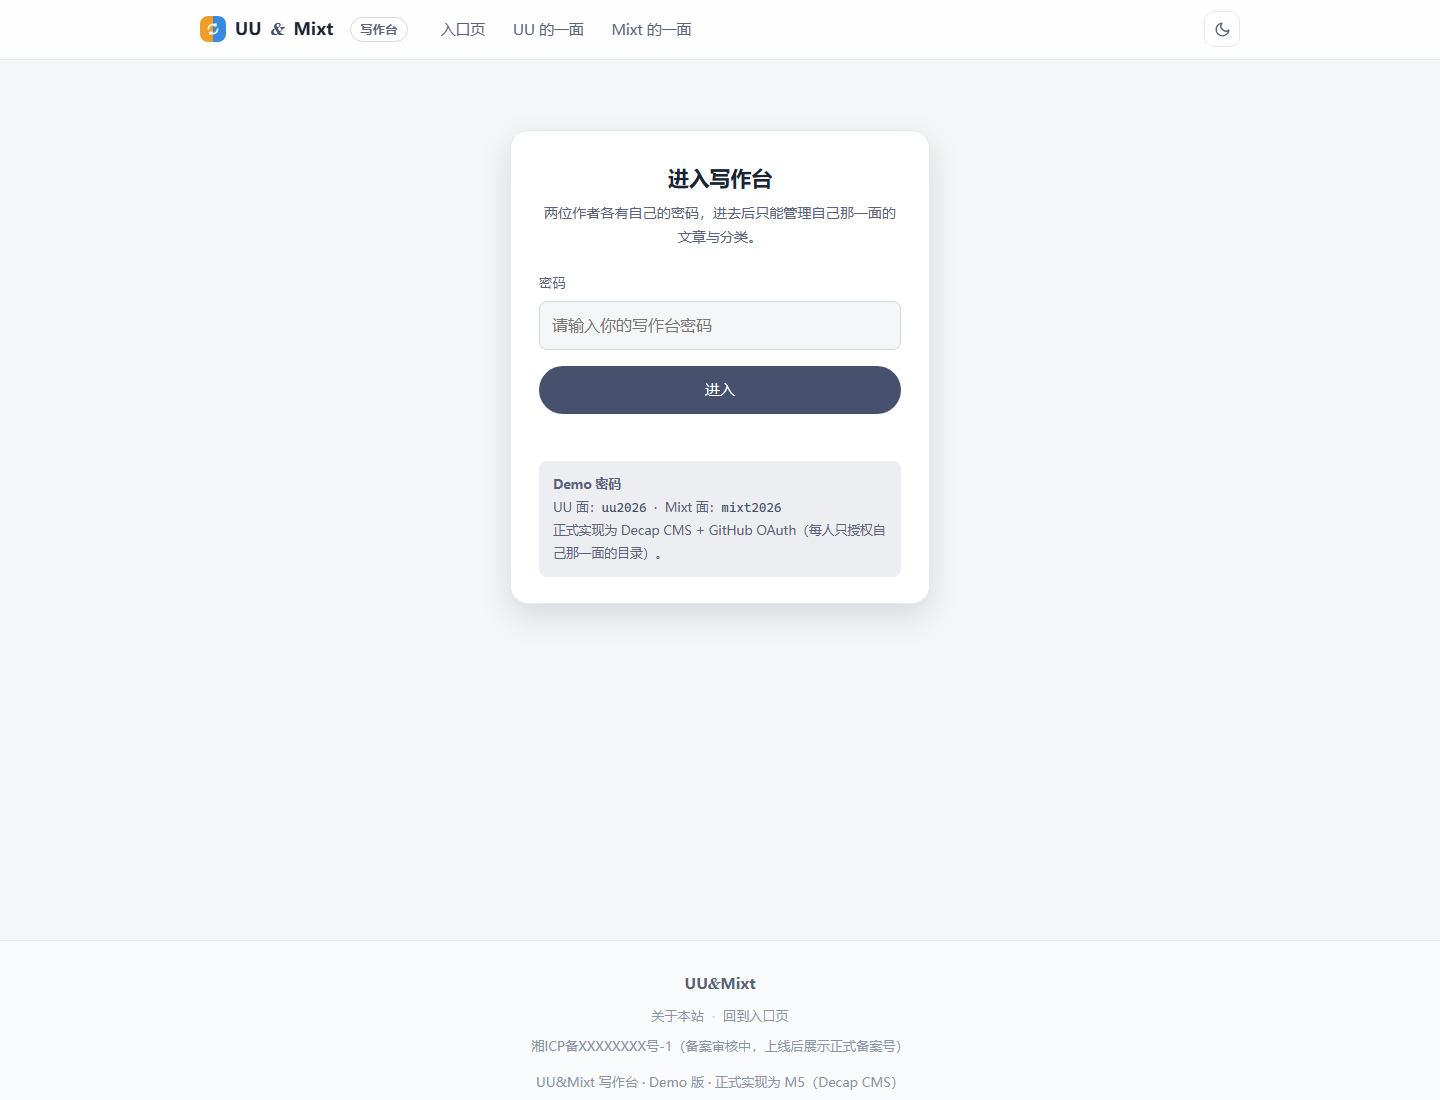 UU & Mixt 写作台 入口页 UU 的一面 Mixt 的一面
进入写作台
两位作者各有自己的密码，进去后只能管理自己那一面的
文章与分类。
密码
请输入你的写作台密码
进入
Demo 密码
UU 面：uu2026 · Mixt 面：mixt2026
正式实现为 Decap CMS + GitHub OAuth（每人只授权自
己那一面的目录）。
UU&Mixt
关于本站 · 回到入口页
湘ICP备XXXXXXXX号-1（备案审核中，上线后展示正式备案号）
UU&Mixt 写作台 · Demo 版 · 正式实现为 M5（Decap CMS）